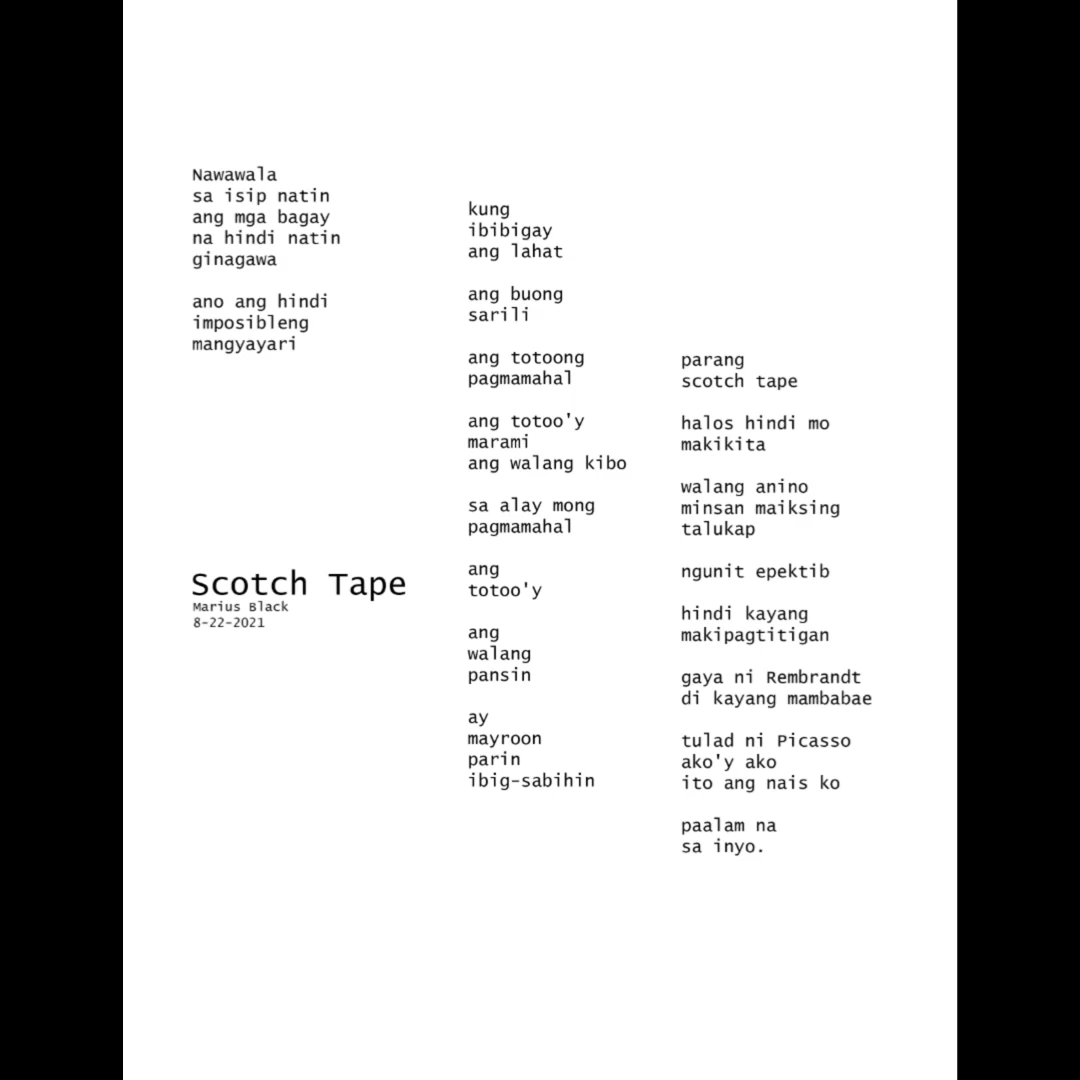 Nawawala
sa isip natin
ang mga bagay
na hindi natin
ginagawa
ano ang hindi
imposibleng
mangyayari
Scotch Tape
Marius Black
8-22-2021
kung
ibibigay
ang lahat
ang buong
sarili
ang totoong
pagmamahal
ang totoo'y
marami
ang walang kibo
sa alay mong
pagmamahal
ang
totoo'y
ang
walang
pansin
ay
mayroon
parin
ibig-sabihin
parang
scotch tape
halos hindi mo
makikita
walang anino
minsan maiksing
talukap
ngunit epektib
hindi kayang
makipagtitigan
gaya ni Rembrandt
di kayang mambabae
tulad ni Picasso
ako'y ako
ito ang nais ko
paalam na
sa inyo.